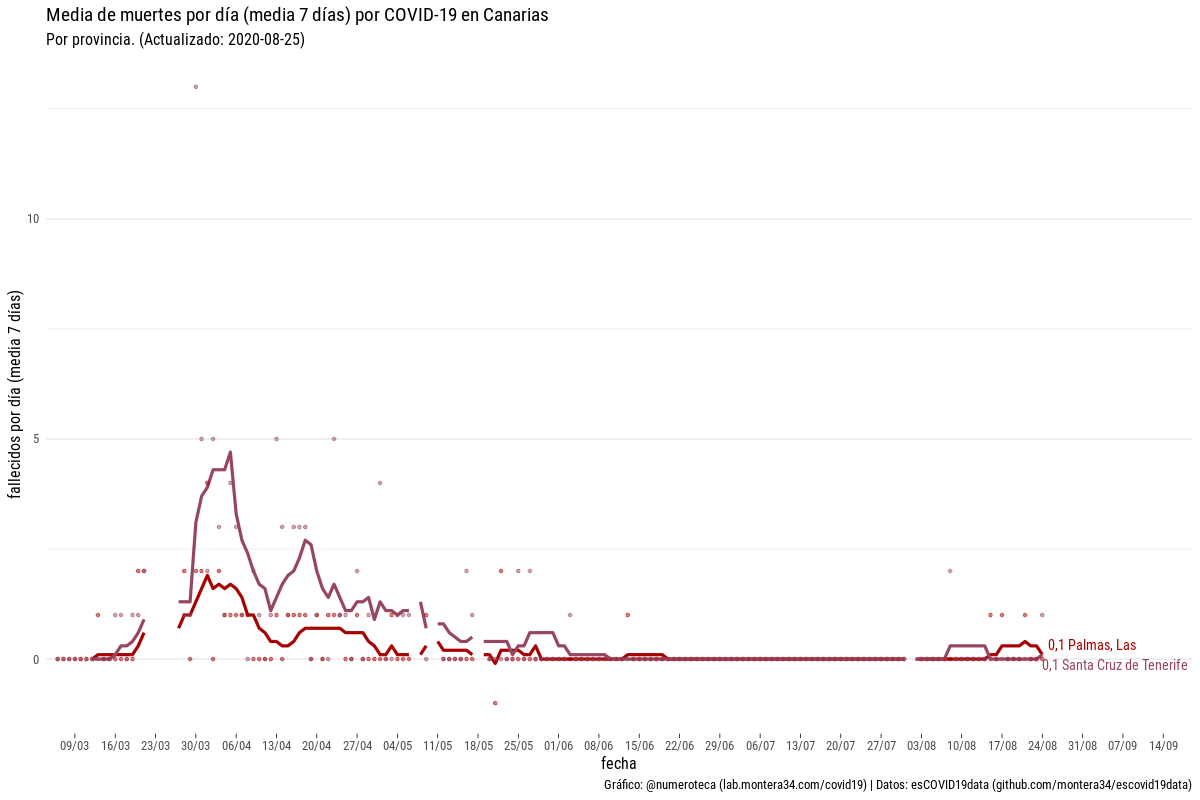 Media de muertes por día (media 7 días) por COVID-19 en Canarias
Por provincia. (Actualizado: 2020-08-25)
fallecidos por día (media 7 días)
10
5
0
0,1 Palmas, Las
0,1 Santa Cruz de Tenerife
09/03 16/03 23/03 30/03 06/04 13/04 20/04 27/04 04/05 11/05 18/05 25/05 01/06 08/06 15/06 22/06 29/06 06/07 13/07 20/07 27/07 03/08 10/08 17/08 24/08 31/08 07/09 14/09
fecha
Gráfico: @numeroteca (lab.montera34.com/covid19) | Datos: esCOVID19data (github.com/montera34/escovid19data)